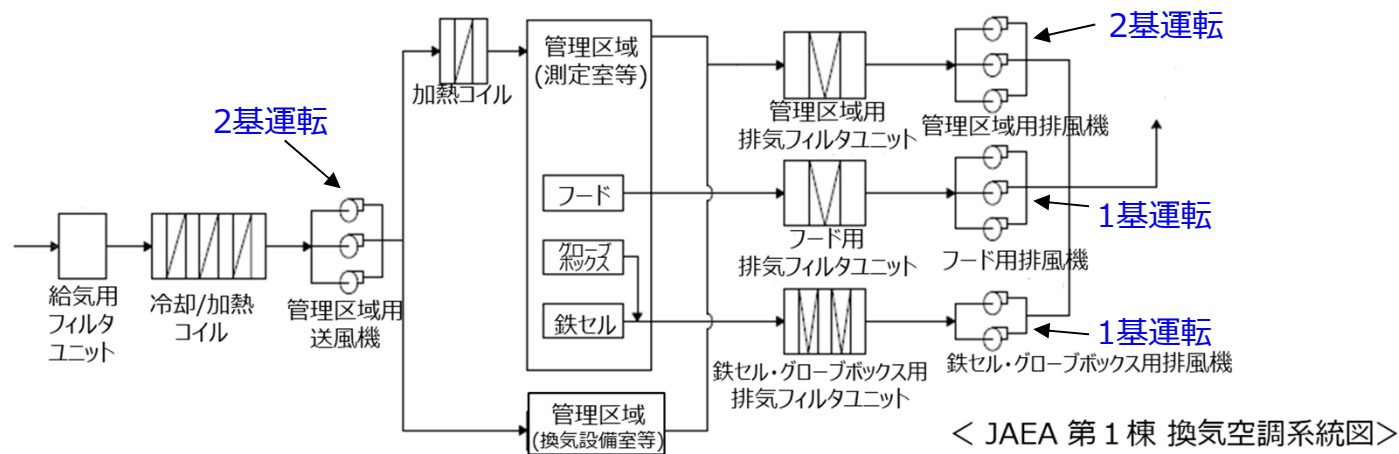 2基運転
管理区域
(測定室等)
加熱コイル
管理区域用
排気フィルタユニット
管理区域用排風機
2基運転
フード
フード用
排気フィルタユニット
フード用排風機
1基運転
グローブ
ボックス
鉄セル
鉄セル・グローブボックス用
排気フィルタユニット
鉄セル・グローブボックス用排風機
1基運転
給気用
フィルタ
ユニット
冷却/加熱
コイル
管理区域用
送風機
管理区域
(換気設備室等)
< JAEA 第1棟 換気空調系統図>